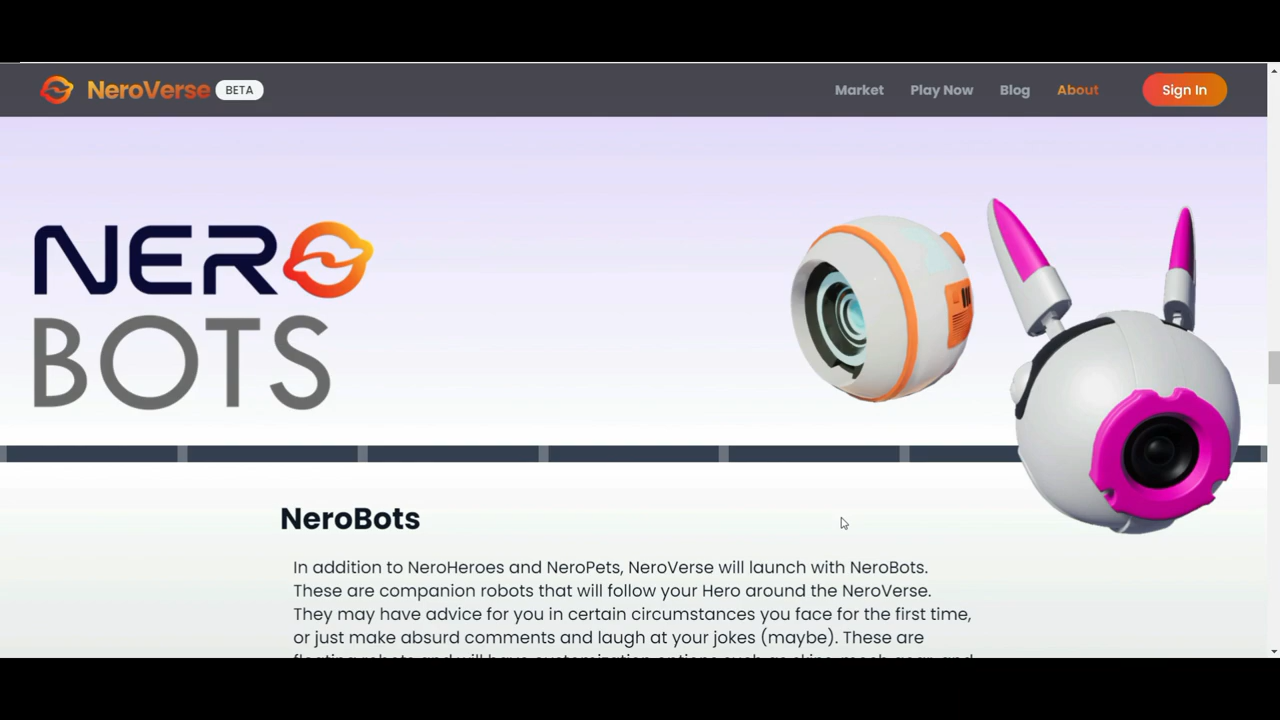 NeroVerse BETA Market Play Now Blog About Sign In
NERO
BOTS
NeroBots
In addition to NeroHeroes and NeroPets, NeroVerse will launch with NeroBots.
These are companion robots that will follow your Hero around the NeroVerse.
They may have advice for you in certain circumstances you face for the first time,
or just make absurd comments and laugh at your jokes (maybe). These are